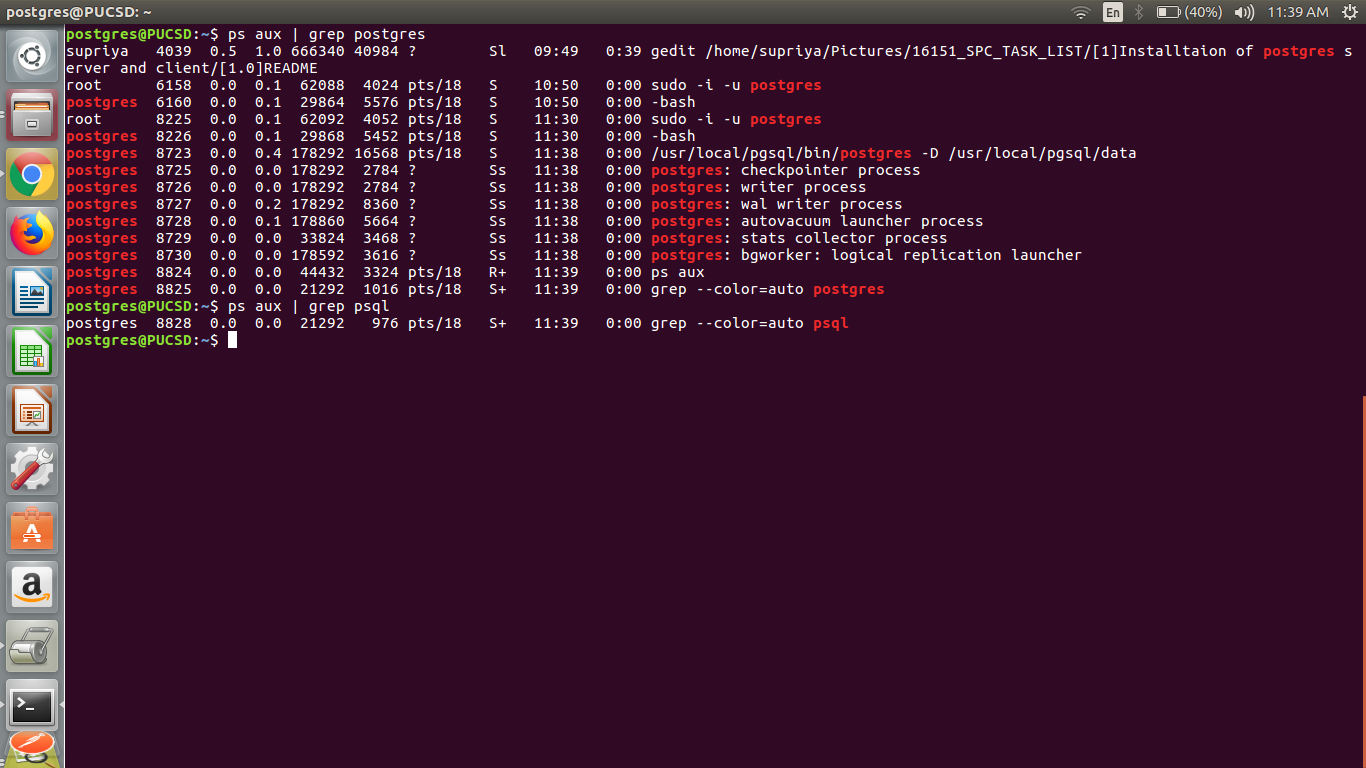 postgres@PUCSD: ~
En
(40%)
11:39 AM
postgres@PUCSD:~$ ps aux | grep postgres
supriya   4039  0.5  1.0 666340 40984 ?        Sl   09:49   0:39 gedit /home/supriya/Pictures/16151_SPC_TASK_LIST/[1]Installtaion of postgres s
erver and client/[1.0]README
root      6158  0.0  0.1  62088  4024 pts/18   S    10:50   0:00 sudo -i -u postgres
postgres  6160  0.0  0.1  29864  5576 pts/18   S    10:50   0:00 -bash
root      8225  0.0  0.1  62092  4052 pts/18   S    11:30   0:00 sudo -i -u postgres
postgres  8226  0.0  0.1  29868  5452 pts/18   S    11:30   0:00 -bash
postgres  8723  0.0  0.4 178292 16568 pts/18   S    11:38   0:00 /usr/local/pgsql/bin/postgres -D /usr/local/pgsql/data
postgres  8725  0.0  0.0 178292  2784 ?        Ss   11:38   0:00 postgres: checkpointer process
postgres  8726  0.0  0.0 178292  2784 ?        Ss   11:38   0:00 postgres: writer process
postgres  8727  0.0  0.2 178292  8360 ?        Ss   11:38   0:00 postgres: wal writer process
postgres  8728  0.0  0.1 178860  5664 ?        Ss   11:38   0:00 postgres: autovacuum launcher process
postgres  8729  0.0  0.0  33824  3468 ?        Ss   11:38   0:00 postgres: stats collector process
postgres  8730  0.0  0.0 178592  3616 ?        Ss   11:38   0:00 postgres: bgworker: logical replication launcher
postgres  8824  0.0  0.0  44432  3324 pts/18   R+   11:39   0:00 ps aux
postgres  8825  0.0  0.0  21292  1016 pts/18   S+   11:39   0:00 grep --color=auto postgres
postgres@PUCSD:~$ ps aux | grep psql
postgres  8828  0.0  0.0  21292   976 pts/18   S+   11:39   0:00 grep --color=auto psql
postgres@PUCSD:~$